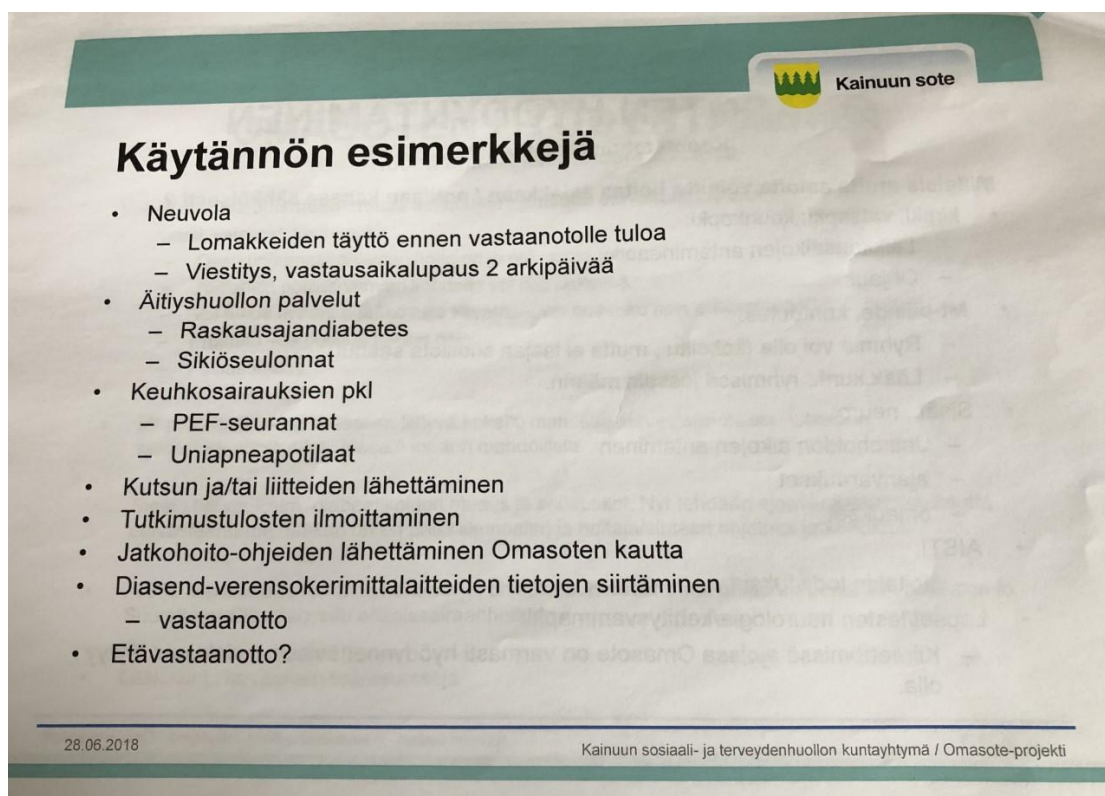 Kainuun sote
Käytännön esimerkkejä
• Neuvola
– Lomakkeiden täyttö ennen vastaanotolle tuloa
– Viestitys, vastausaikalupaus 2 arkipäivää
• Äitiyshuollon palvelut
– Raskausajandiabetes
– Sikiöseulonnat
• Keuhkosairauksien pkl
– PEF-seurannat
– Uniapneapotilaat
• Kutsun ja/tai liitteiden lähettäminen
• Tutkimustulosten ilmoittaminen
• Jatkohoito-ohjeiden lähettäminen Omasoten kautta
• Diasend-verensokerimittalaitteiden tietojen siirtäminen
– vastaanotto
• Etävastaanotto?
28.06.2018
Kainuun sosiaali- ja terveydenhuollon kuntayhtymä / Omasote-projekti